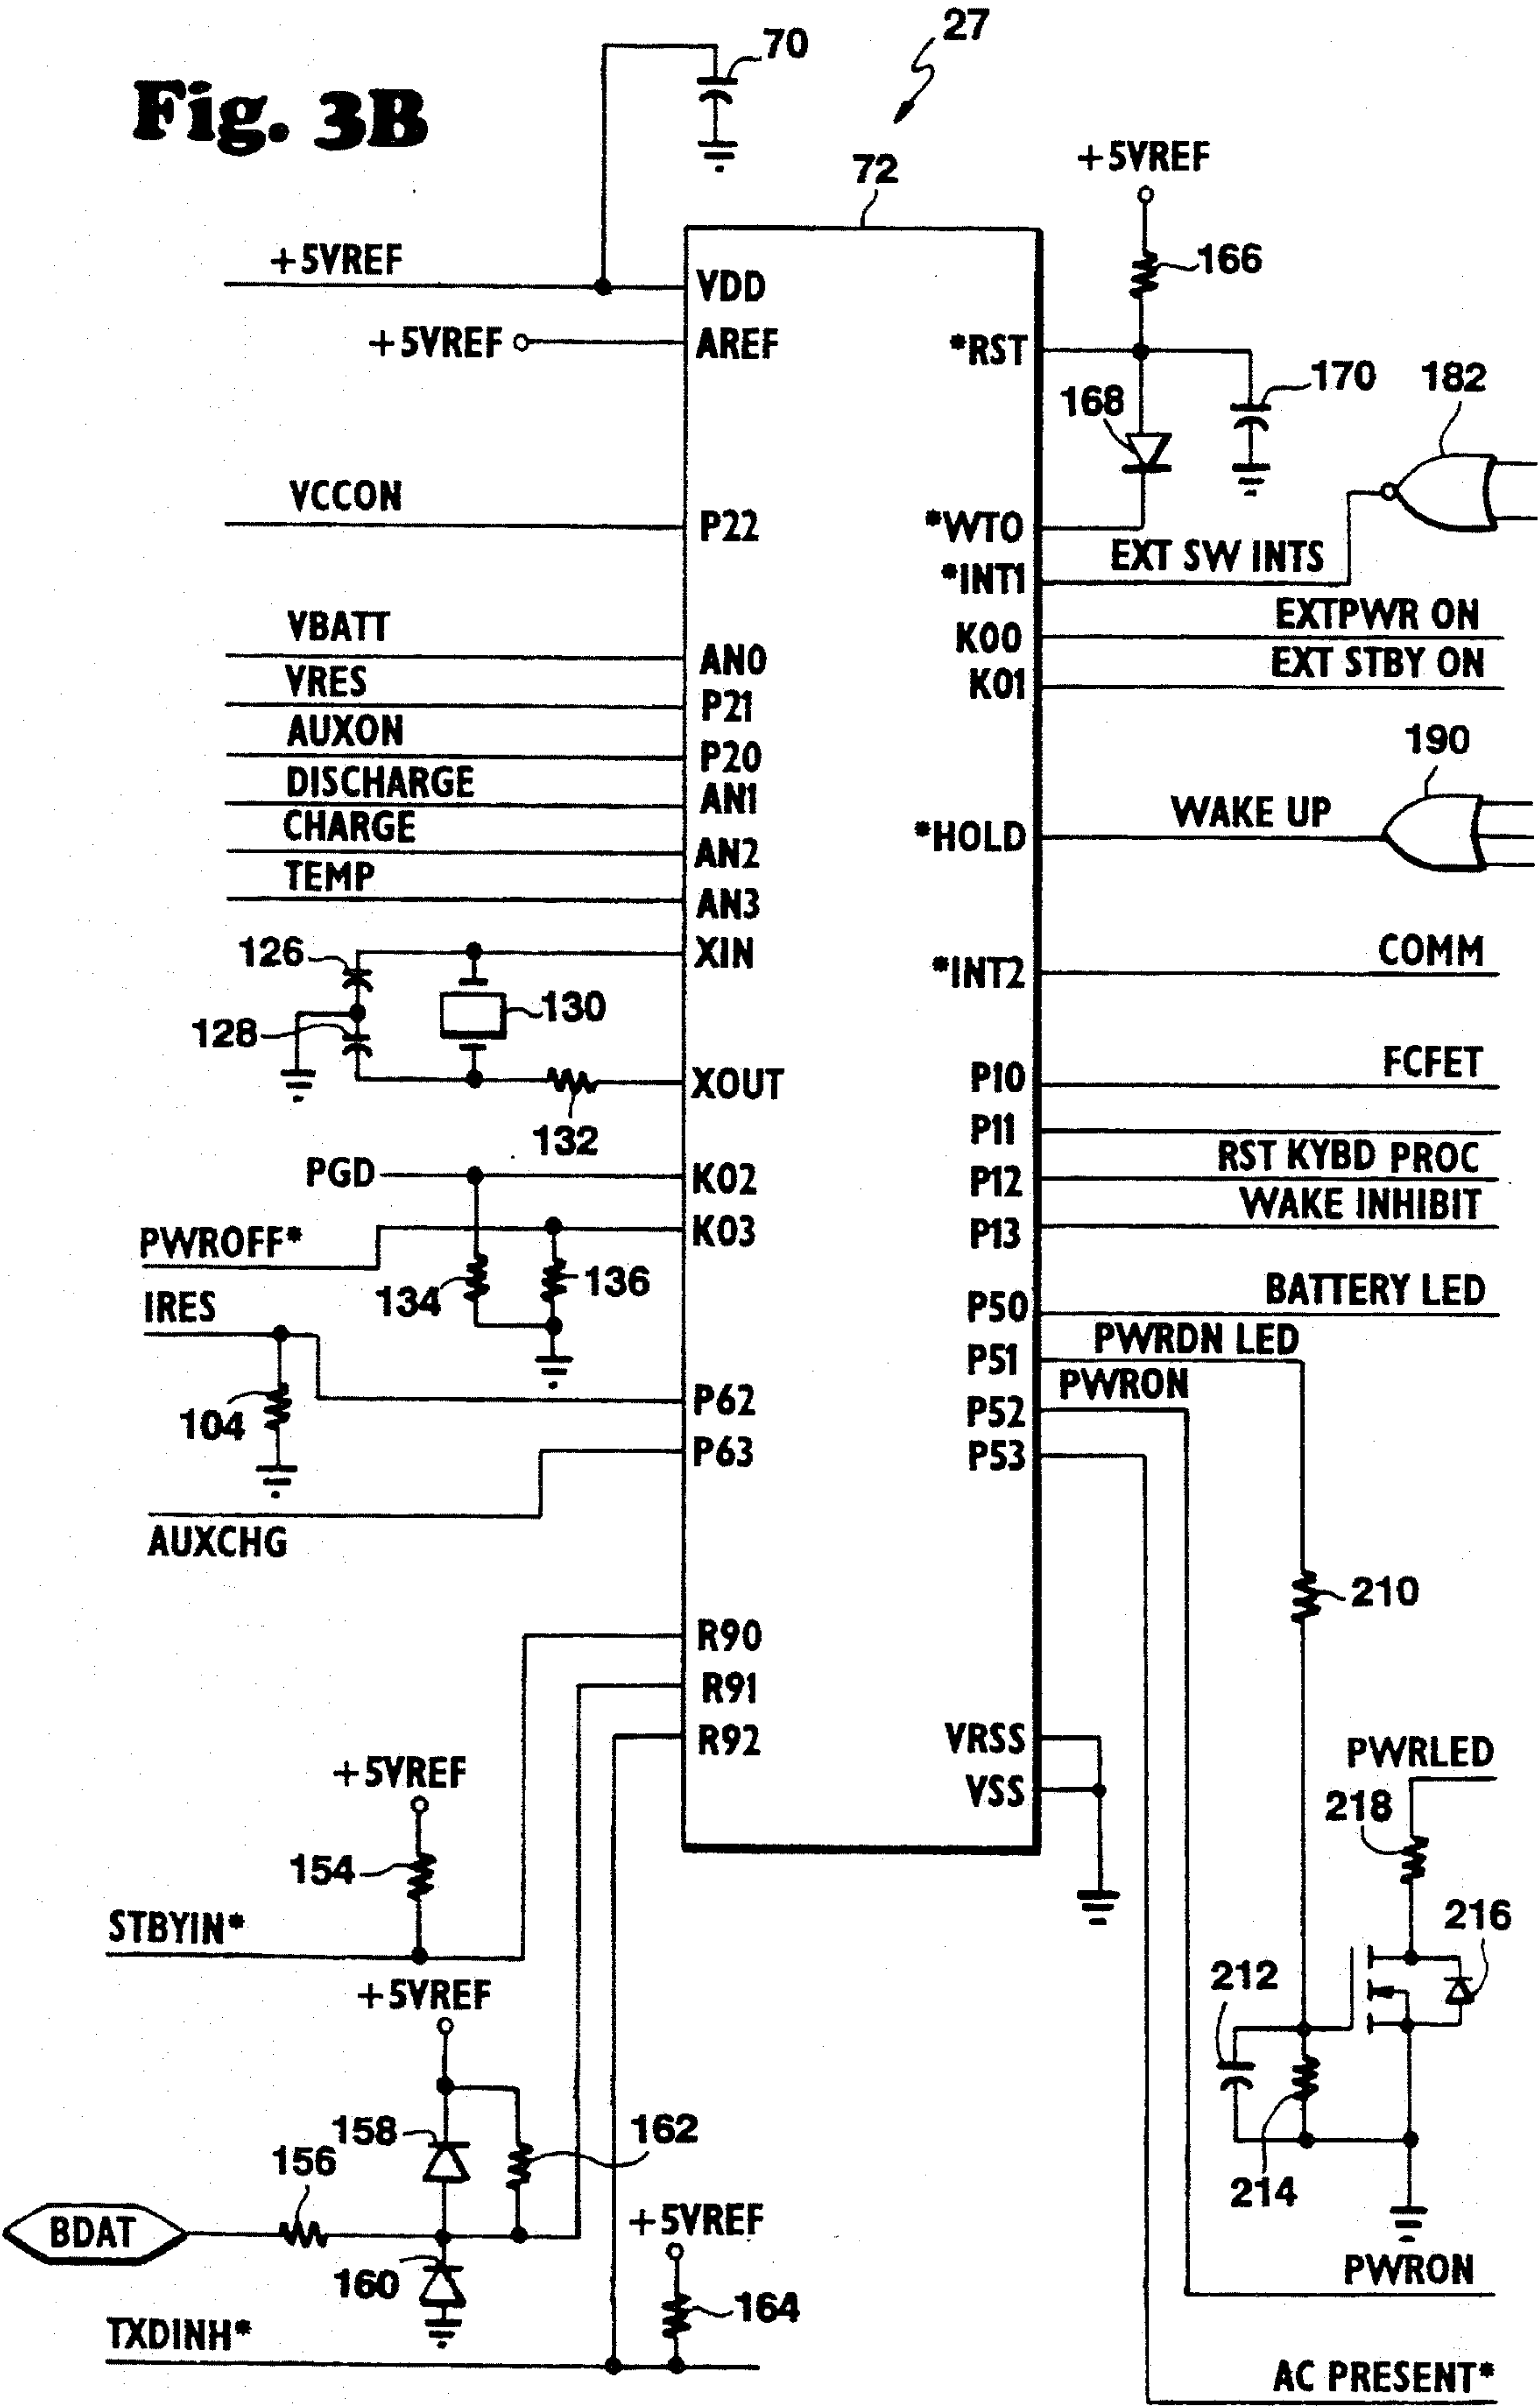 Fig. 3B
70
27
72
+5VREF
166
+5VREF
VDD
+5VREF
AREF
*RST
168
170
182
VCCON
P22
*WTO
EXT SW INTS
*INT1
EXTPWR ON
K00
EXT STBY ON
K01
VBATT
AN0
VRES
P21
AUXON
P20
DISCHARGE
AN1
CHARGE
AN2
TEMP
AN3
190
WAKE UP
*HOLD
126
XIN
COMM
*INT2
128
130
XOUT
132
FCFET
P10
P11
RST KYBD PROC
P12
WAKE INHIBIT
P13
PGD
K02
PWROFF*
K03
134
136
IRES
104
P62
P63
AUXCHG
BATTERY LED
P50
PWRDN LED
P51
PWRON
P52
P53
210
R90
R91
R92
VRSS
VSS
PWRLED
218
216
212
214
+5VREF
154
STBYIN*
+5VREF
158
162
156
BDAT
160
+5VREF
164
TXDINH*
PWRON
AC PRESENT*